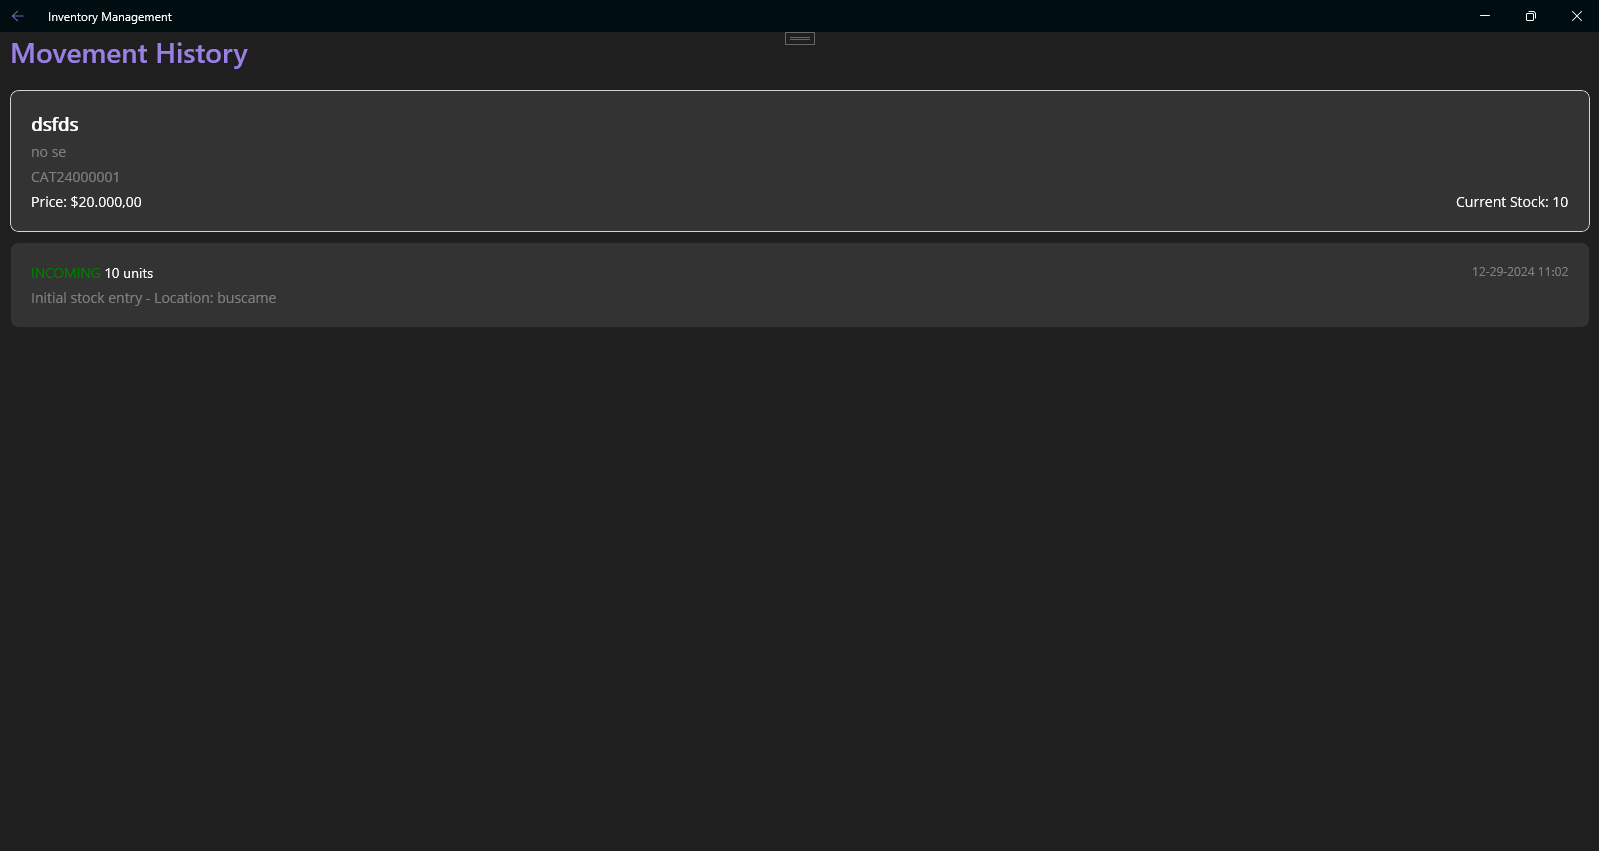 Inventory Management
Movement History
dsfds
no se
CAT24000001
Price: $20.000,00
Current Stock: 10
INCOMING 10 units
12-29-2024 11:02
Initial stock entry - Location: buscame